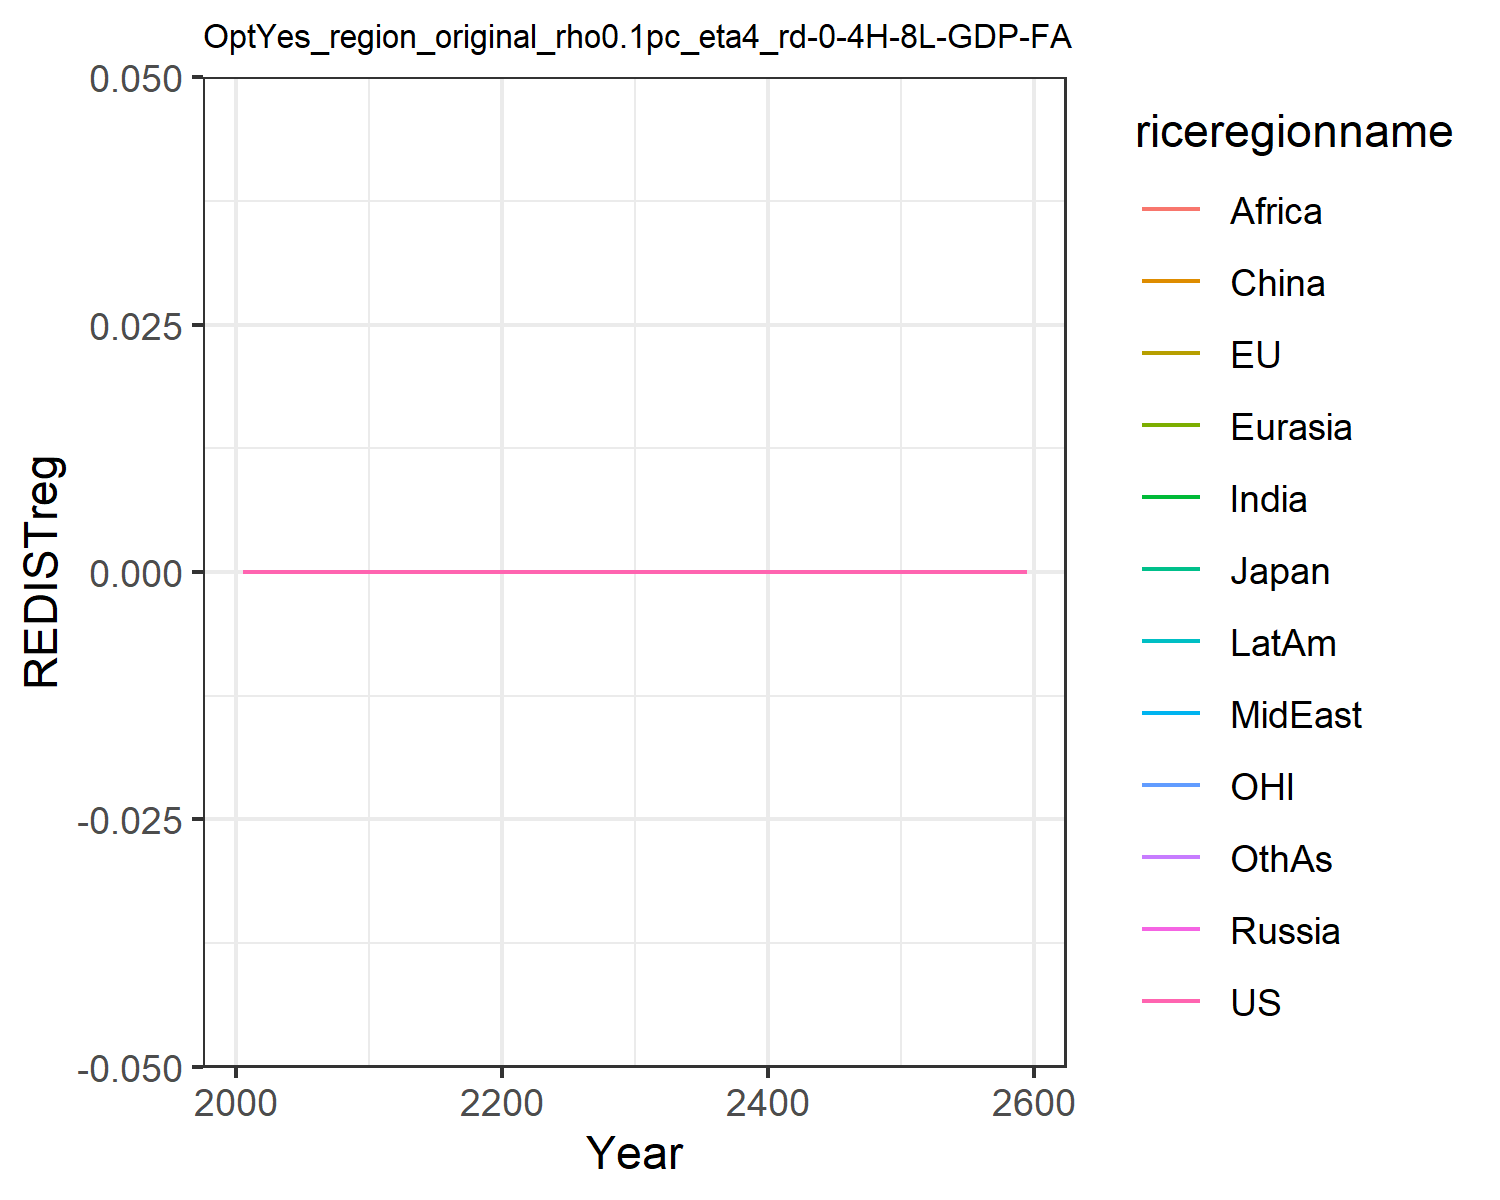 OptYes_region_original_rho0.1pc_eta4_rd-0-4H-8L-GDP-FA
0.050
0.025
0.000
-0.025
-0.050
REDISTreg
2000
2200
2400
2600
Year
riceregionname
Africa
China
EU
Eurasia
India
Japan
LatAm
MidEast
OHI
OthAs
Russia
US